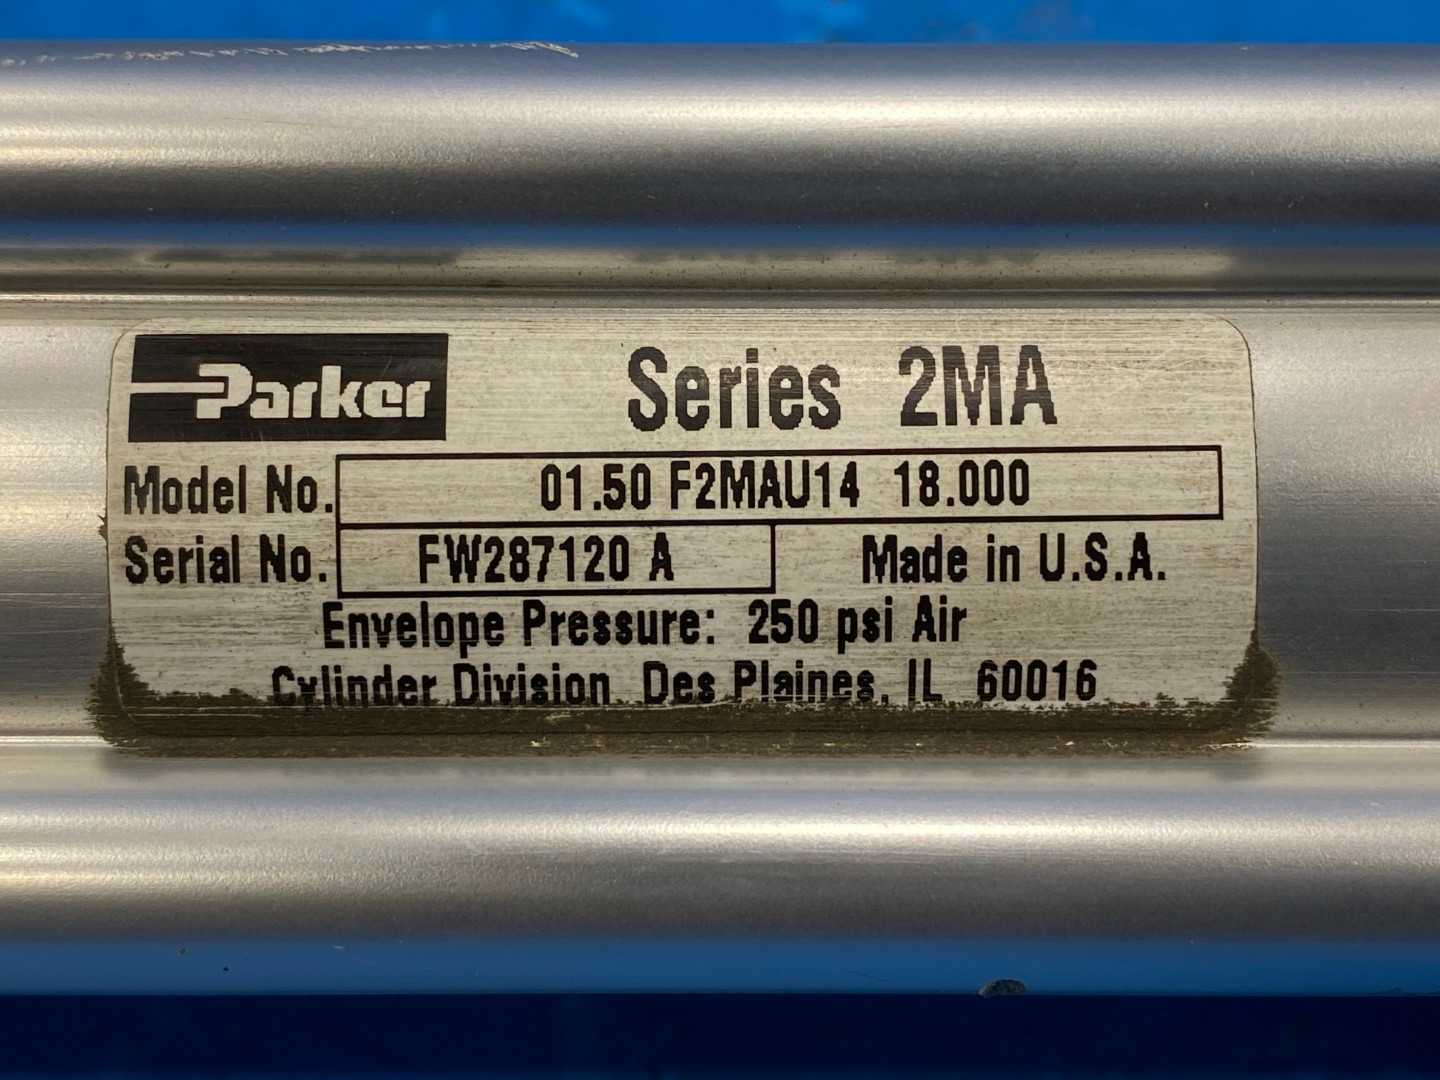 Parker Series 2MA
Model No. 01.50 F2MAU14 18.000
Serial No. FW287120 A Made in U.S.A.
Envelope Pressure: 250 psi Air
Cylinder Division Des Plaines, IL 60016